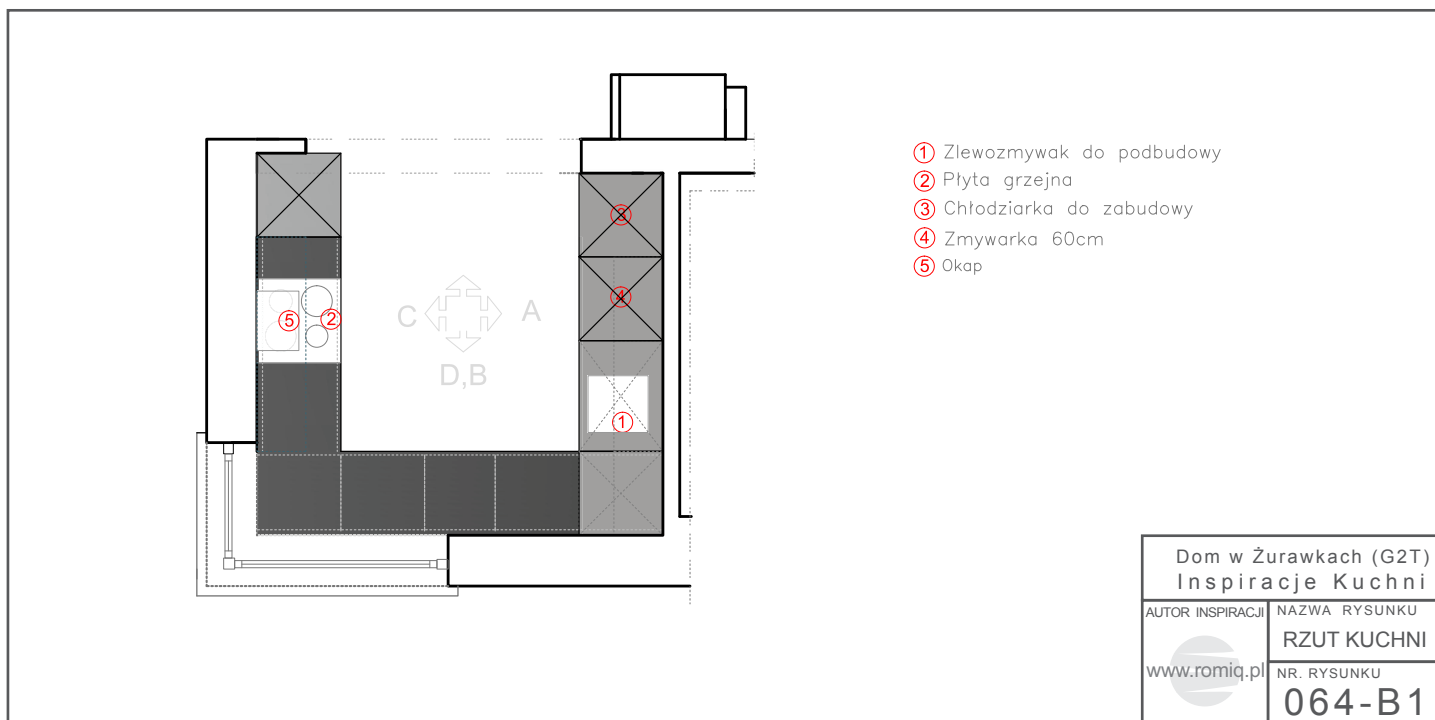 ① Zlewozmywak do podbudowy
② Płyta grzejna
③ Chłodziarka do zabudowy
④ Zmywarka 60cm
⑤ Okap
3
4
C
A
5
2
D,B
1
Dom w Żurawkach (G2T)
Inspiracje Kuchni
AUTOR INSPIRACJI
www.romiq.pl
NAZWA RYSUNKU
RZUT KUCHNI
NR. RYSUNKU
064-B1